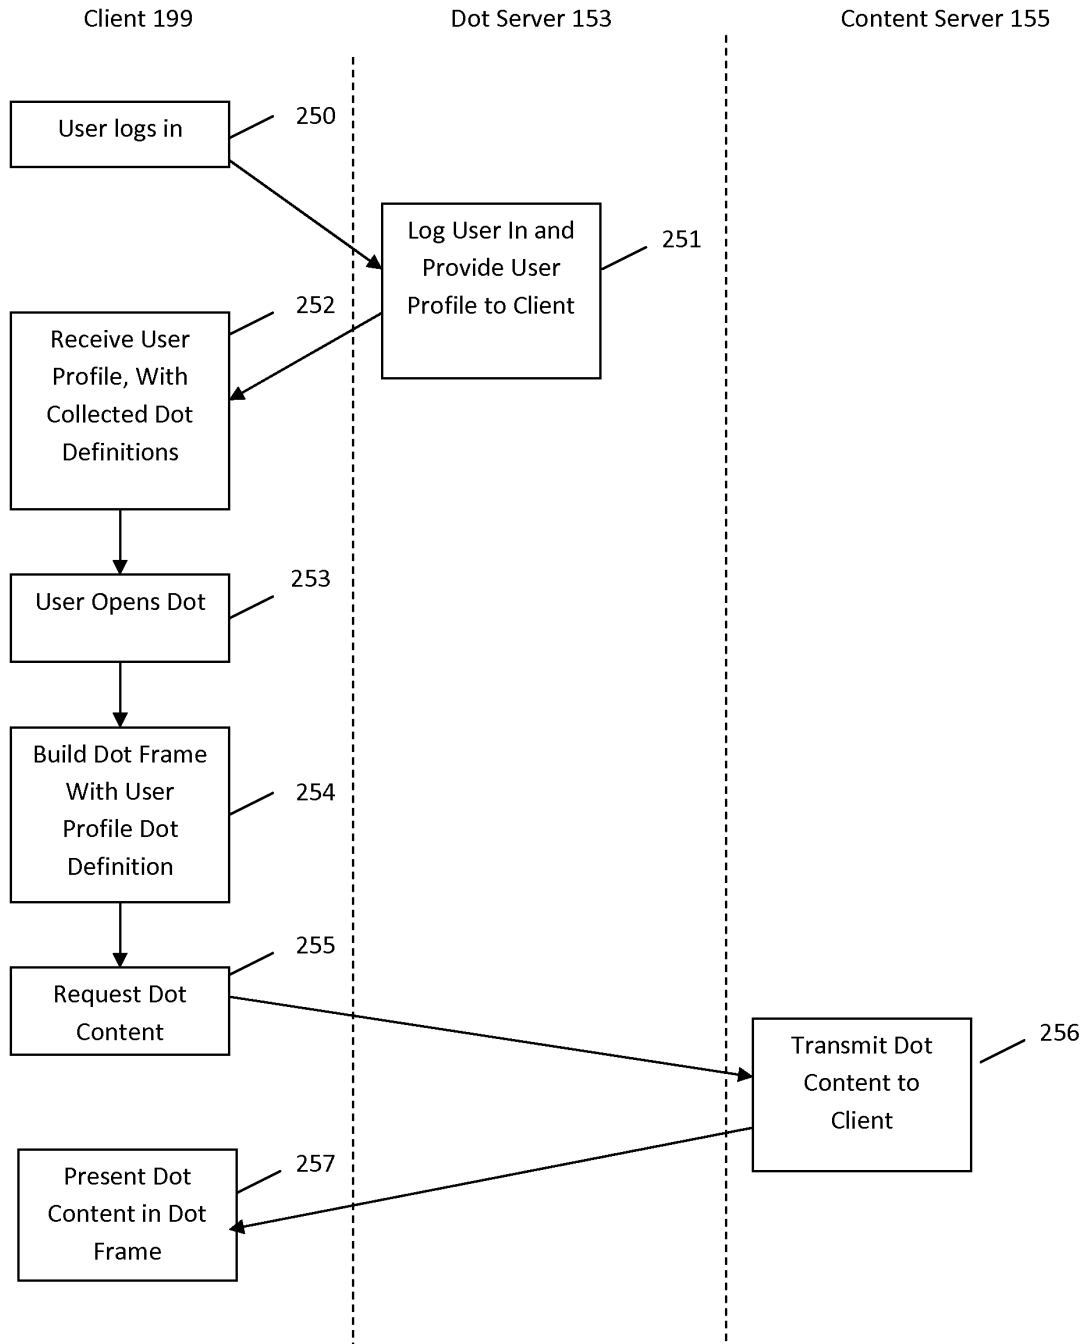 Client 199
Dot Server 153
Content Server 155
User logs in
250
Log User In and
Provide User
Profile to Client
251
252
Receive User
Profile, With
Collected Dot
Definitions
253
User Opens Dot
Build Dot Frame
With User
Profile Dot
Definition
254
255
Request Dot
Content
Transmit Dot
Content to
Client
256
257
Present Dot
Content in Dot
Frame